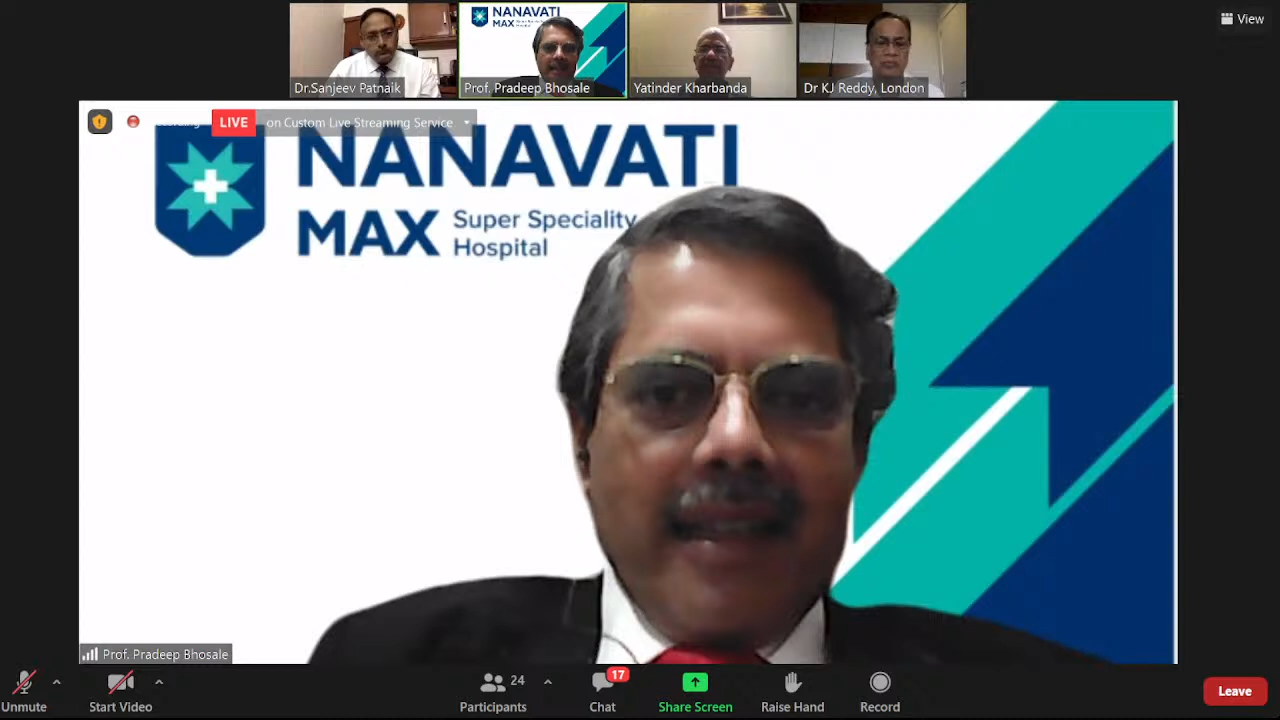 NANAVATI
MAX
Hospital
View
Dr.Sanjeev Patnaik
Prof. Pradeep Bhosale
Yatinder Kharbanda
Dr KJ Reddy, London
LIVE on Custom Live Streaming Service
NANAVATI
MAX Super Speciality
Hospital
Prof. Pradeep Bhosale
24
17
Unmute
Start Video
Participants
Chat
Share Screen
Raise Hand
Record
Leave